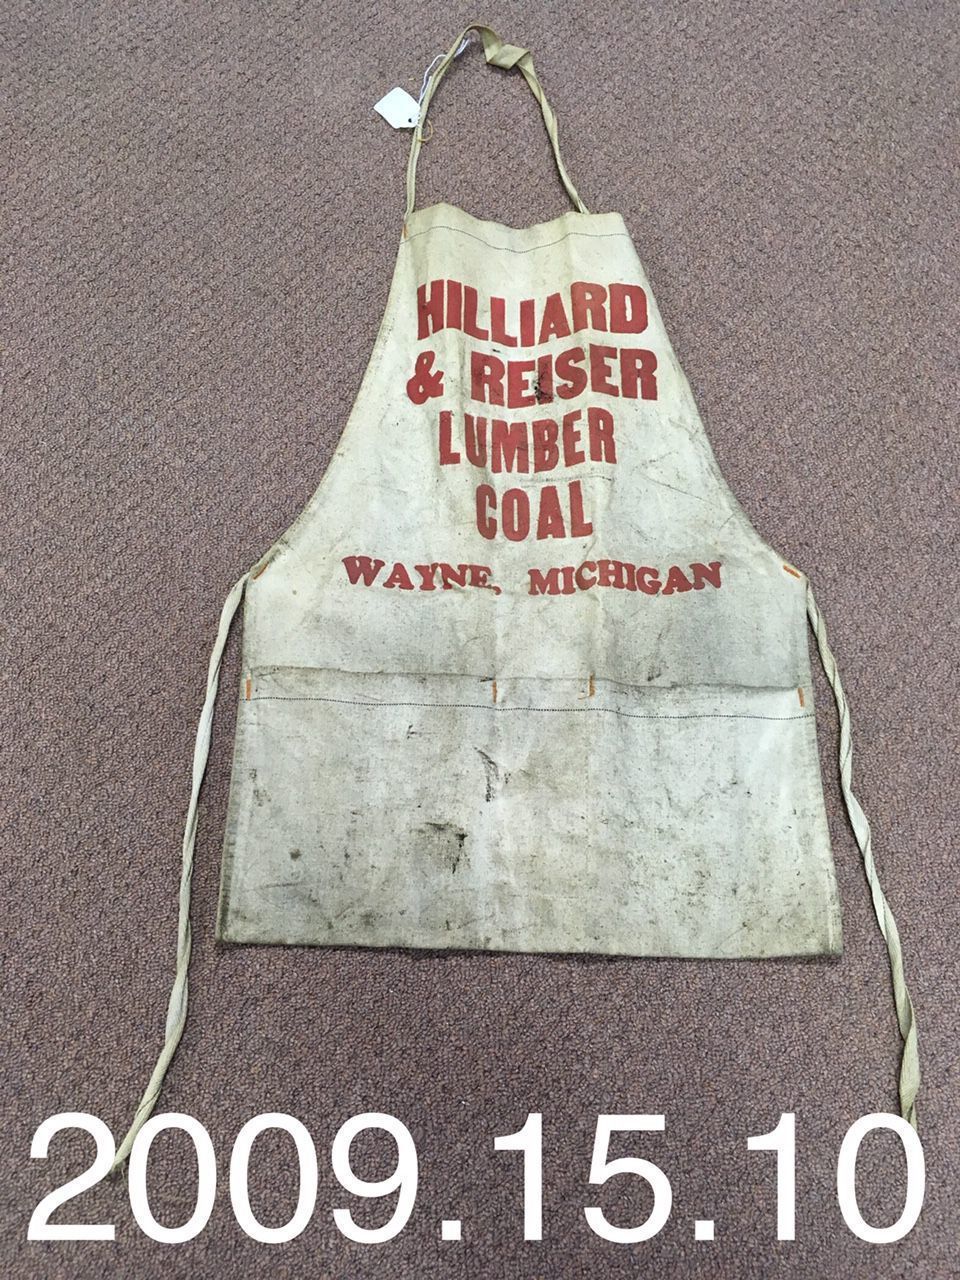 HILLIARD
& REISER
LUMBER
COAL
WAYNE, MICHIGAN
2009.15.10